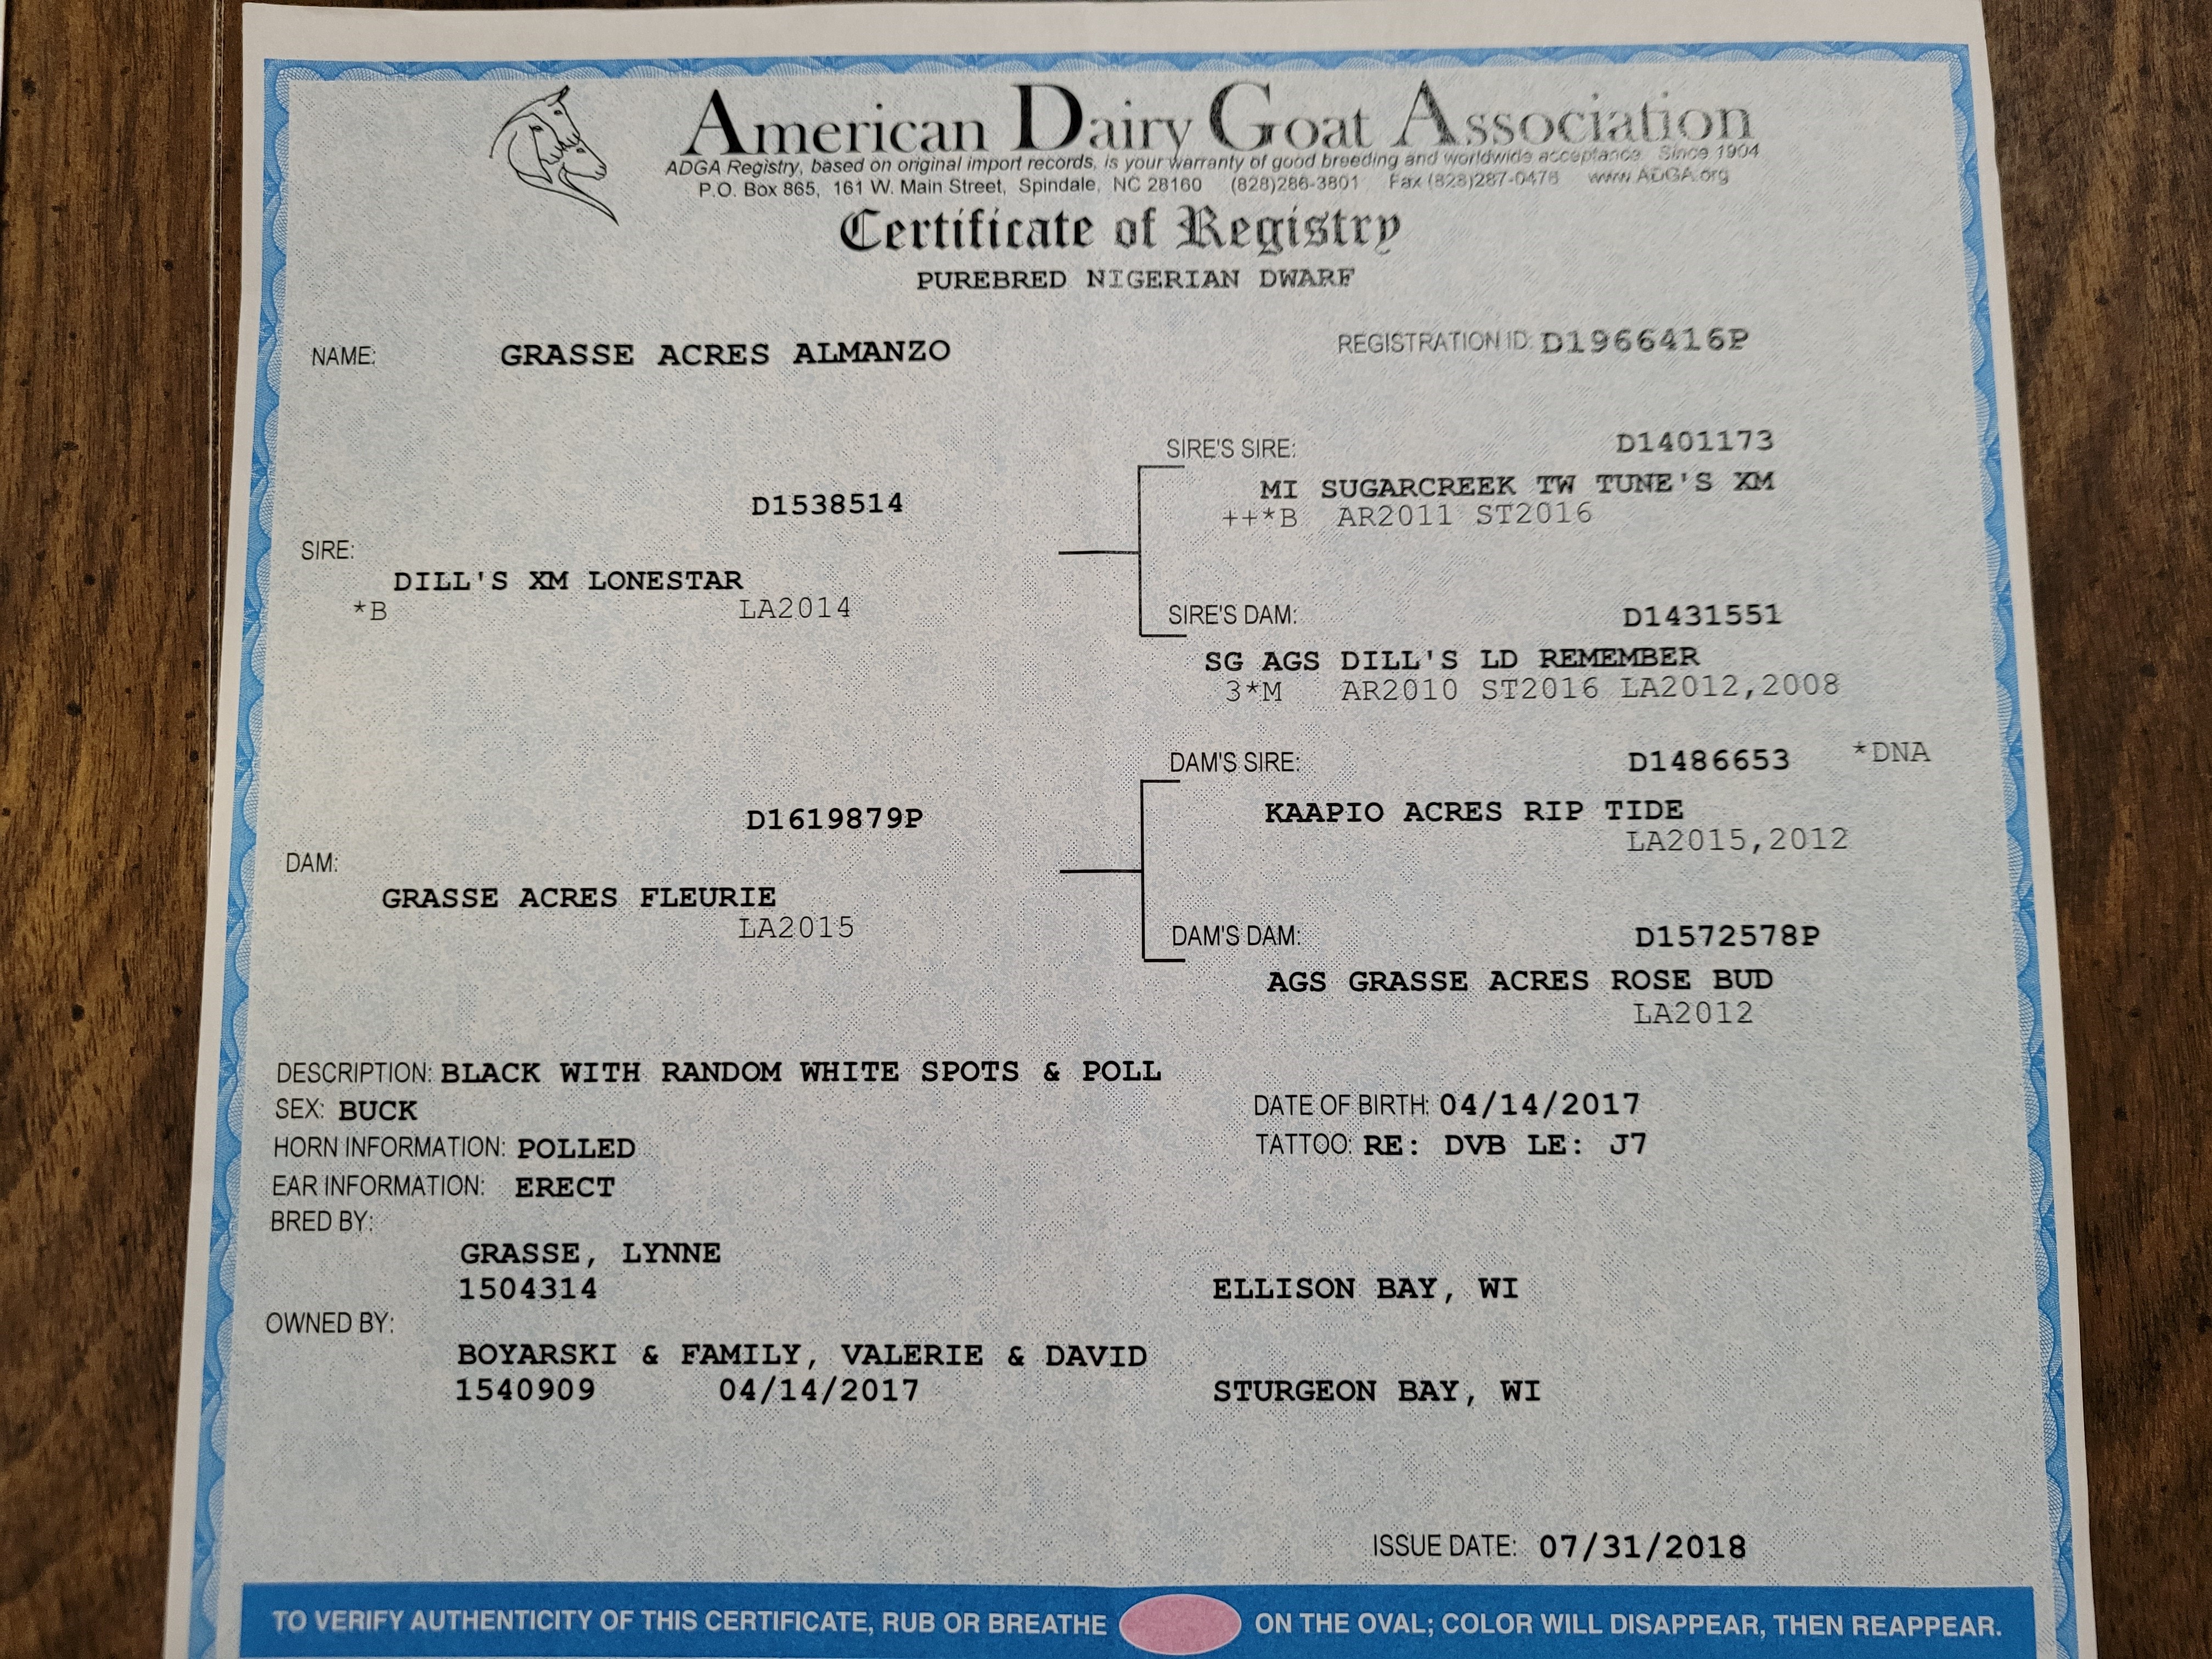 American Dairy Goat Association
ADGA Registry, based on original import records, is your warranty of good breeding and worldwide acceptance. Since 1904
P.O. Box 865, 161 W. Main Street, Spindale, NC 28160 (828)286-3801 Fax (828)287-0476 www.ADGA.org
Certificate of Registry
PUREBRED NIGERIAN DWARF
NAME: GRASSE ACRES ALMANZO REGISTRATION ID: D1966416P
SIRE'S SIRE: D1401173
MI SUGARCREEK TW TUNE'S XM
++*B AR2011 ST2016
D1538514
SIRE:
DILL'S XM LONESTAR
*B LA2014
SIRE'S DAM: D1431551
SG AGS DILL'S LD REMEMBER
3*M AR2010 ST2016 LA2012,2008
DAM'S SIRE: D1486653 *DNA
KAAPIO ACRES RIP TIDE
LA2015,2012
D1619879P
DAM:
GRASSE ACRES FLEURIE
LA2015
DAM'S DAM: D1572578P
AGS GRASSE ACRES ROSE BUD
LA2012
DESCRIPTION: BLACK WITH RANDOM WHITE SPOTS & POLL
SEX: BUCK DATE OF BIRTH: 04/14/2017
HORN INFORMATION: POLLED TATTOO: RE: DVB LE: J7
EAR INFORMATION: ERECT
BRED BY:
GRASSE, LYNNE
1504314 ELLISON BAY, WI
OWNED BY:
BOYARSKI & FAMILY, VALERIE & DAVID
1540909 04/14/2017 STURGEON BAY, WI
ISSUE DATE: 07/31/2018
TO VERIFY AUTHENTICITY OF THIS CERTIFICATE, RUB OR BREATHE ON THE OVAL; COLOR WILL DISAPPEAR, THEN REAPPEAR.